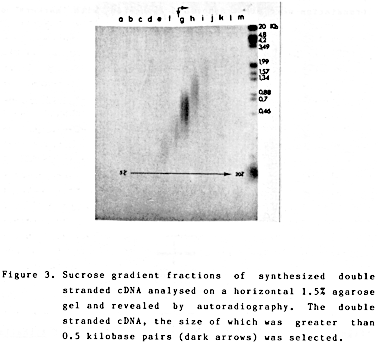 a b c d e f g h i j k l m
20 Kb
4,8
4,2
3,49
1,99
1,57
1,34
0,88
0,7
0,46
5% 20%
Figure 3. Sucrose gradient fractions of synthesized double
stranded cDNA analysed on a horizontal 1.5% agarose
gel and revealed by autoradiography. The double
stranded cDNA, the size of which was greater than
0.5 kilobase pairs (dark arrows) was selected.